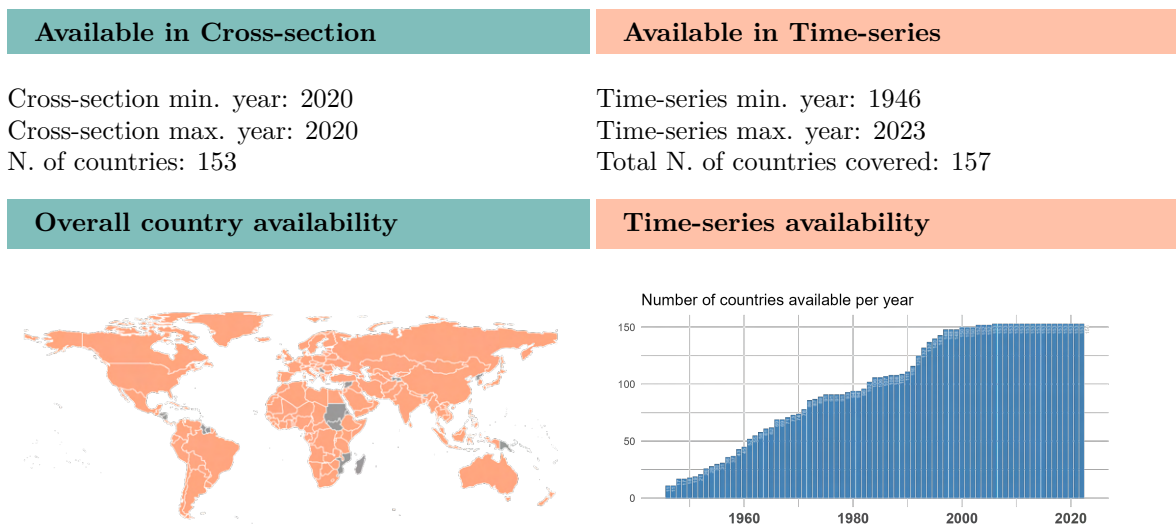 Available in Cross-section
Available in Time-series
Cross-section min. year: 2020
Cross-section max. year: 2020
N. of countries: 153
Time-series min. year: 1946
Time-series max. year: 2023
Total N. of countries covered: 157
Overall country availability
Time-series availability
Number of countries available per year
150
100
50
0
1960
1980
2000
2020